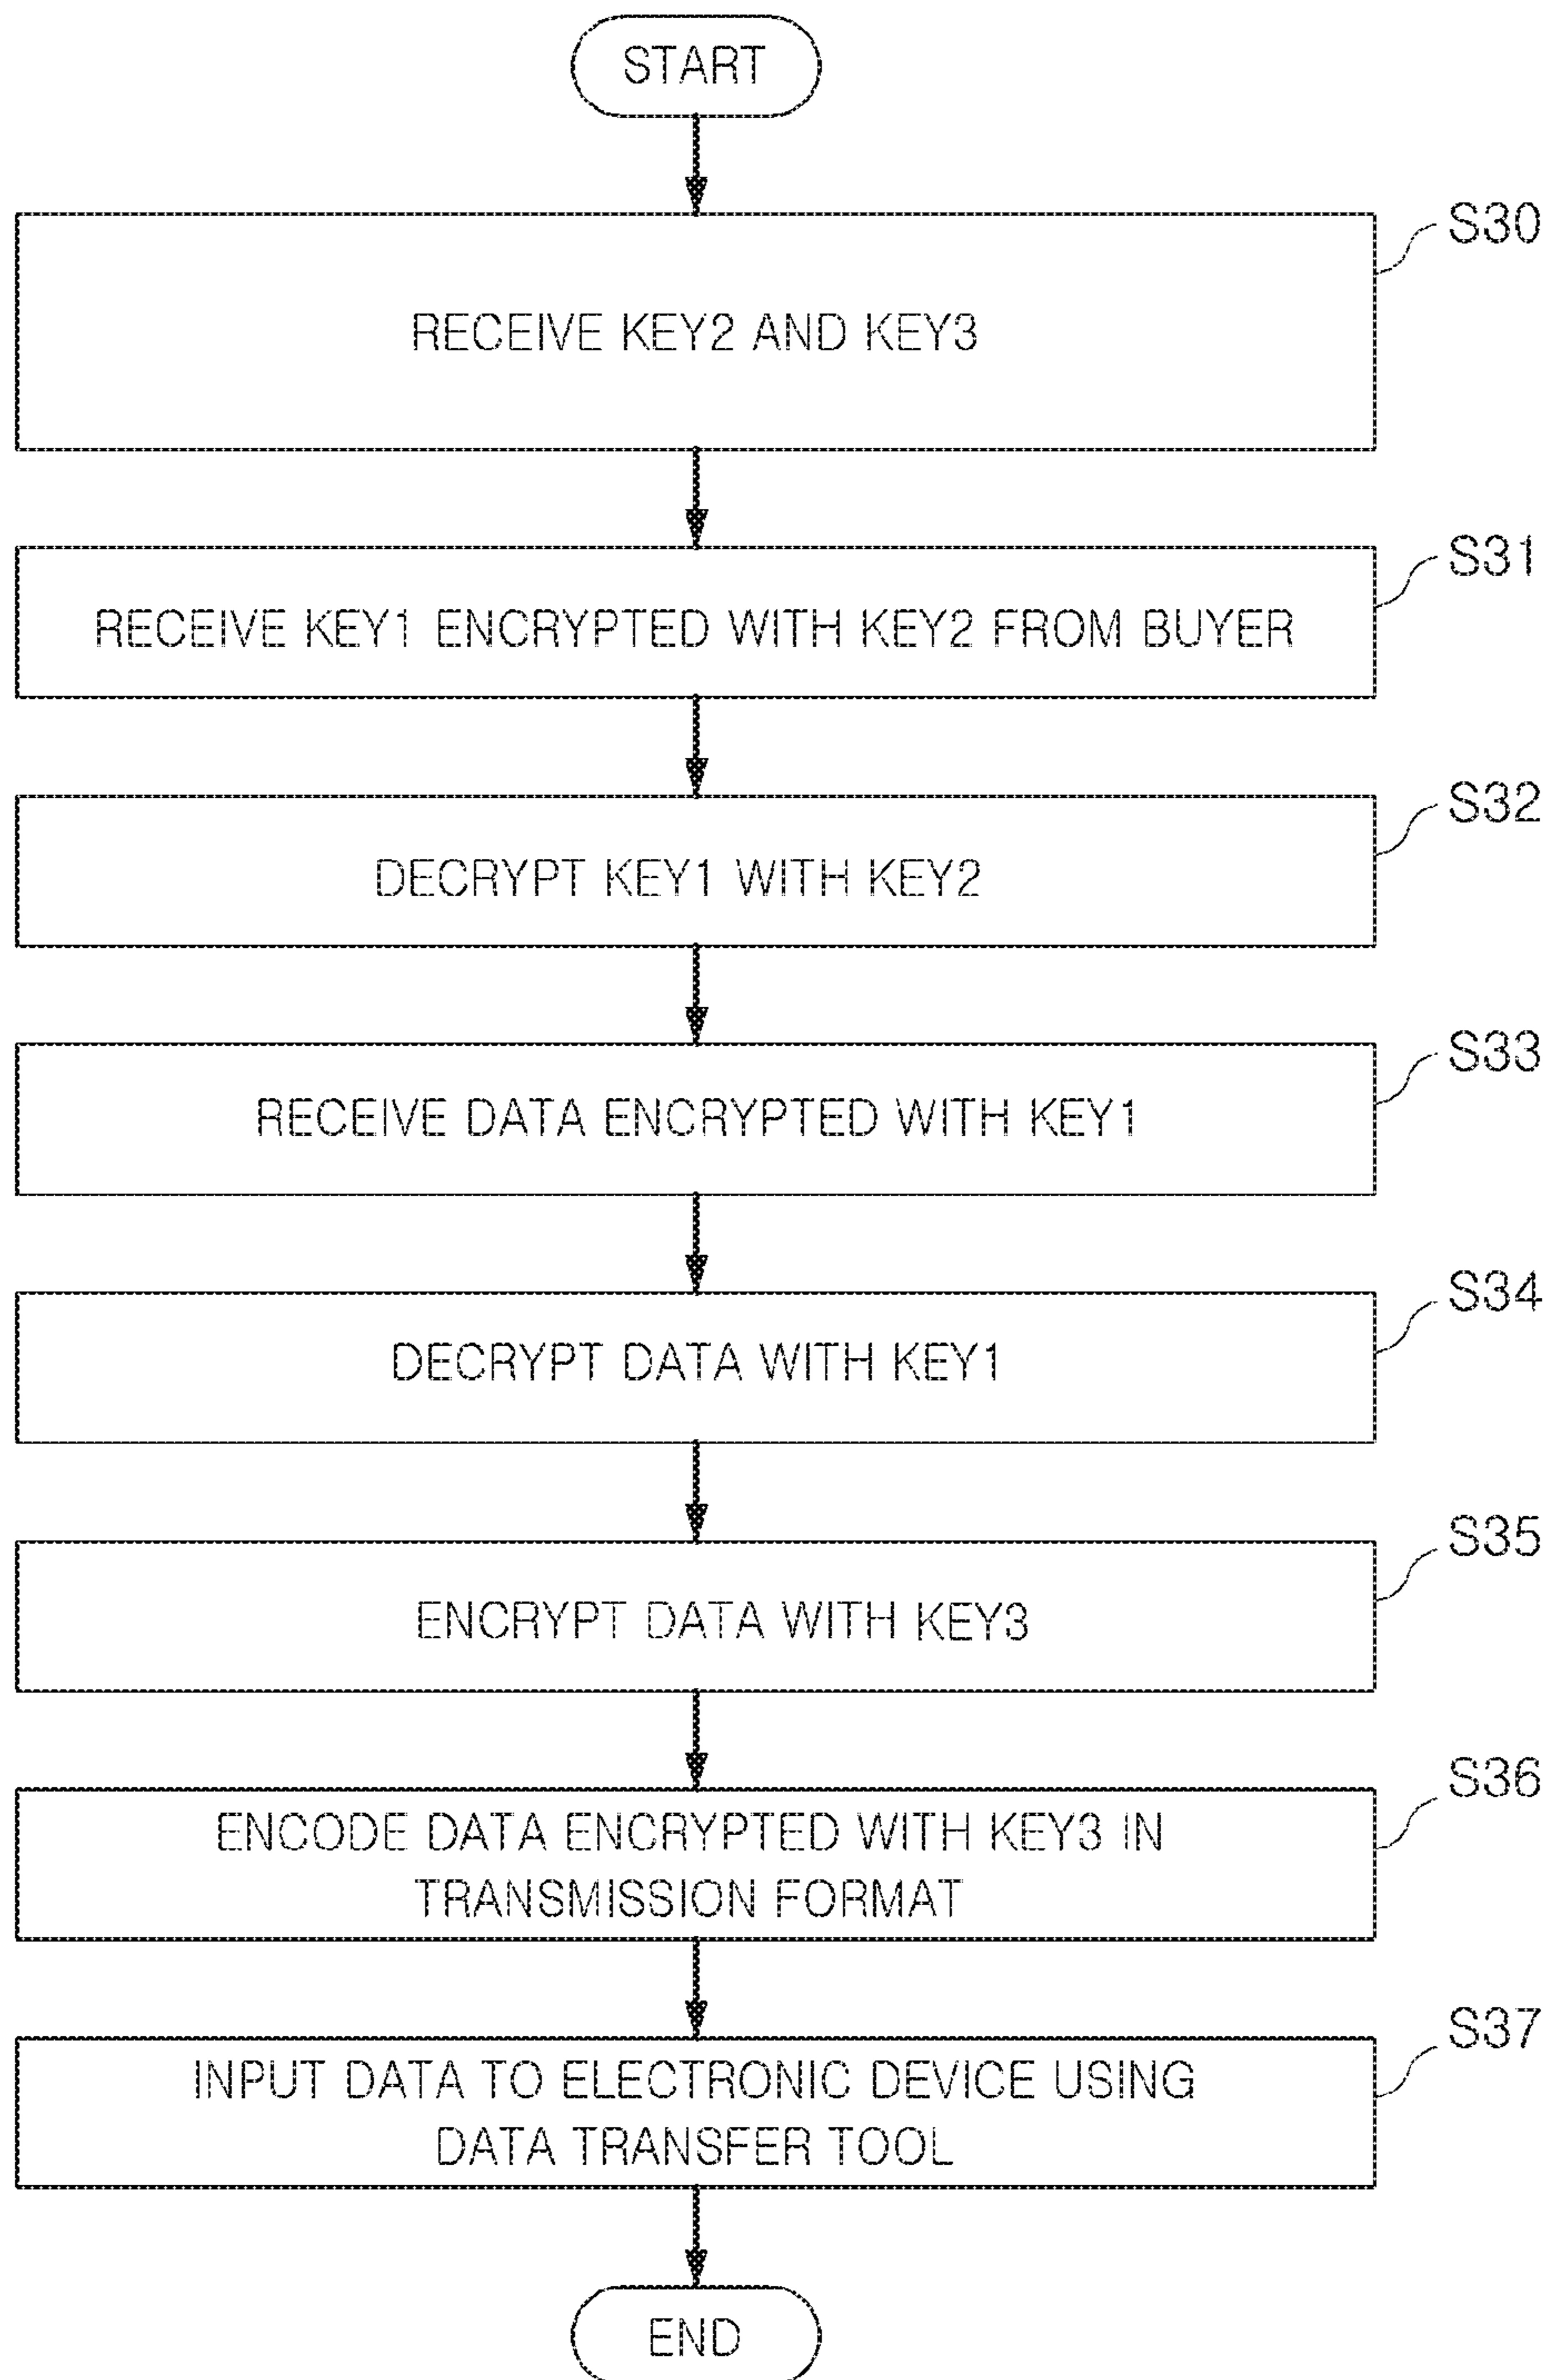 START
S30
RECEIVE KEY2 AND KEY3
S31
RECEIVE KEY1 ENCRYPTED WITH KEY2 FROM BUYER
S32
DECRYPT KEY1 WITH KEY2
S33
RECEIVE DATA ENCRYPTED WITH KEY1
S34
DECRYPT DATA WITH KEY1
S35
ENCRYPT DATA WITH KEY3
S36
ENCODE DATA ENCRYPTED WITH KEY3 IN
TRANSMISSION FORMAT
S37
INPUT DATA TO ELECTRONIC DEVICE USING
DATA TRANSFER TOOL
END